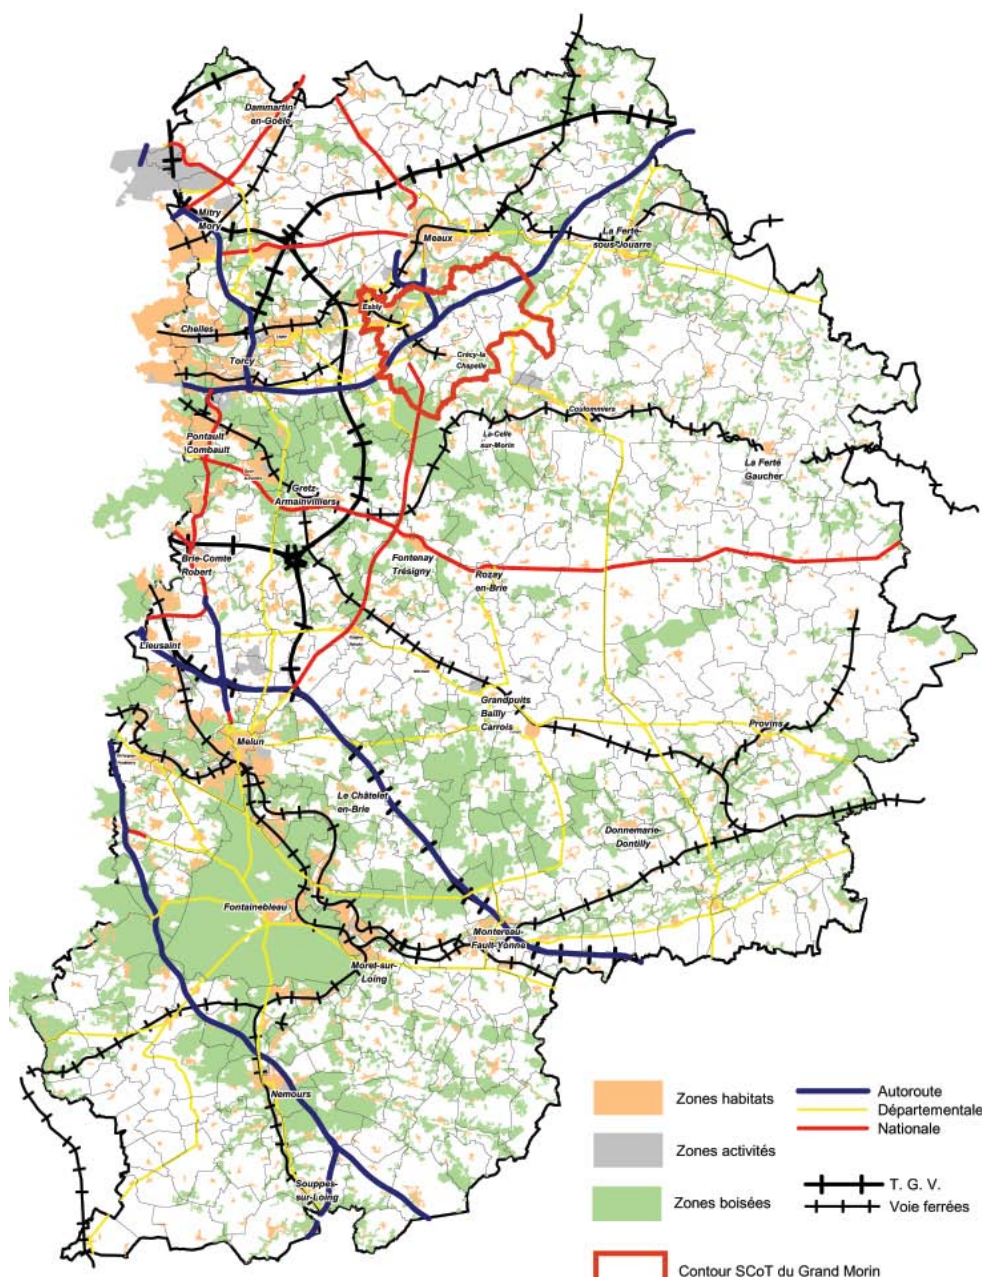 Dammartin-
en-Goële
Mitry
Mory
Meaux
La Ferté-
sous-Jouarre
Esbly
Chelles
Torcy
Crécy-la
Chapelle
Coulommiers
Pontault
Combault
La Celle
sur-Morin
La Ferté
Gaucher
Gretz-
Armainvilliers
Brie-Comte
Robert
Fontenay
Trésigny
Rozay
en-Brie
Lieusaint
Grandpuits
Bailly
Carrois
Provins
Melun
Le Châtelet
en-Brie
Donnemarie-
Dontilly
Fontainebleau
Montereau-
Fault-Yonne
Moret-sur-
Loing
Nemours
Souppes-
sur-Loing
Zones habitats
Zones activités
Zones boisées
Autoroute
Départementale
Nationale
T. G. V.
Voie ferrées
Contour SCoT du Grand Morin